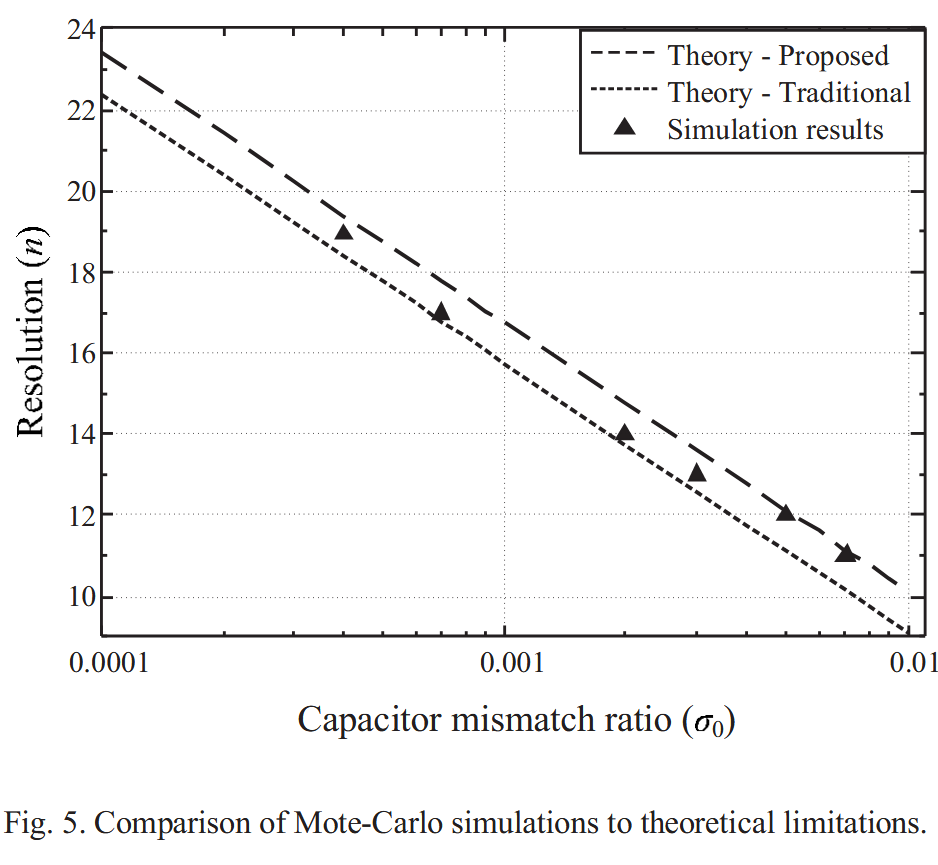 24
22
20
18
16
14
12
10
Resolution (n)
Theory - Proposed
Theory - Traditional
Simulation results
0.0001
0.001
0.01
Capacitor mismatch ratio (σ₀)
Fig. 5. Comparison of Mote-Carlo simulations to theoretical limitations.